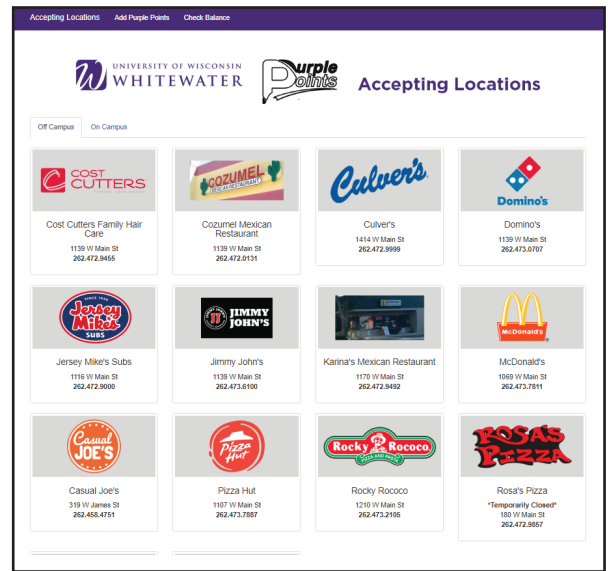 Accepting Locations Add Purple Points Check Balance
UNIVERSITY OF WISCONSIN
WHITEWATER
Purple
Points
Accepting Locations
Off Campus On Campus
COST
CUTTERS
COZUMEL
MEXICAN RESTAURANT
Culver's
Domino's
Cost Cutters Family Hair
Care
1139 W Main St
262.472.9455
Cozumel Mexican
Restaurant
1139 W Main St
262.472.0131
Culver's
1414 W Main St
262.472.9999
Domino's
1139 W Main St
262.473.0707
SINCE 1956
Jersey
Mike's
SUBS
JIMMY
JOHN'S
McDonald's
Jersey Mike's Subs
1116 W Main St
262.472.9000
Jimmy John's
1139 W Main St
262.473.6100
Karina's Mexican Restaurant
1170 W Main St
262.472.9492
McDonald's
1069 W Main St
262.473.7811
Casual
JOE'S
Pizza
Hut
Rocky Rococo
PIZZA AND PASTA
ROSA'S
PIZZA
Casual Joe's
319 W James St
262.458.4751
Pizza Hut
1107 W Main St
262.473.7887
Rocky Rococo
1210 W Main St
262.473.2105
Rosa's Pizza
*Temporarily Closed*
180 W Main St
262.472.9857